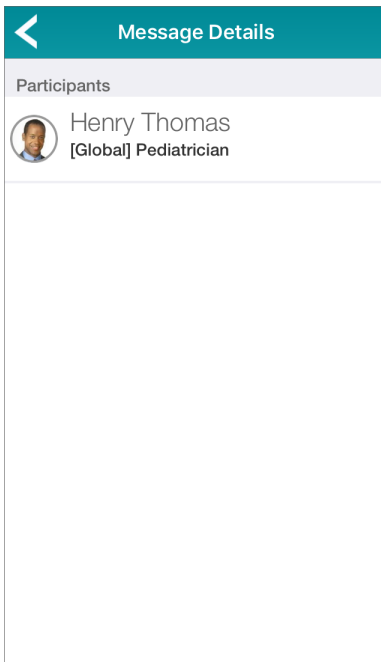 Message Details
Participants
Henry Thomas
[Global] Pediatrician